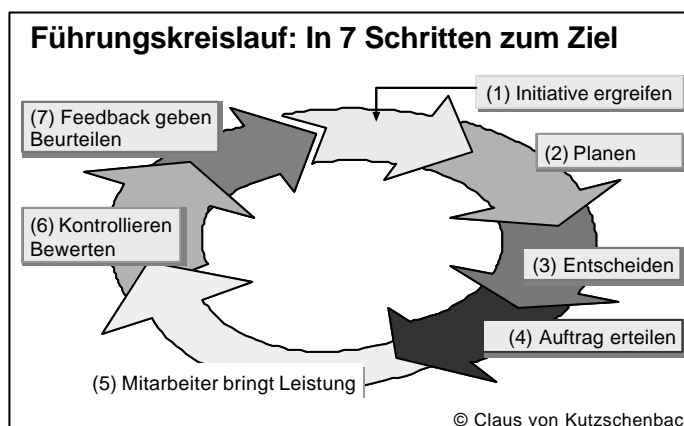 Führungskreislauf: In 7 Schritten zum Ziel
(1) Initiative ergreifen
(2) Planen
(3) Entscheiden
(4) Auftrag erteilen
(5) Mitarbeiter bringt Leistung
(6) Kontrollieren
Bewerten
(7) Feedback geben
Beurteilen
© Claus von Kutzschenbac